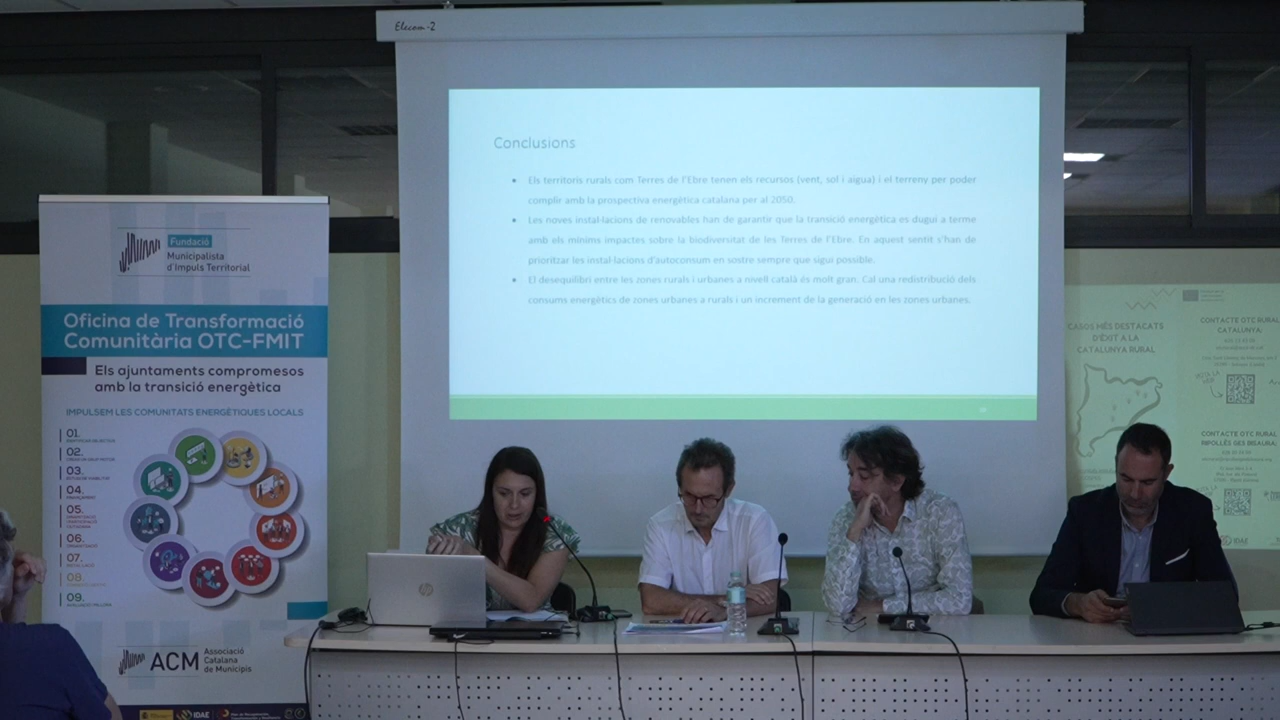 Elecom-2
Conclusions
• Els territoris rurals com Terres de l'Ebre tenen els recursos (vent, sol i aigua) i el terreny per poder
complir amb la prospectiva energètica catalana per al 2050.
• Les noves instal·lacions de renovables han de garantir que la transició energètica es dugui a terme
amb els mínims impactes sobre la biodiversitat de les Terres de l'Ebre. En aquest sentit s'han de
prioritzar les instal·lacions d'autoconsum en sostre sempre que sigui possible.
• El desequilibri entre les zones rurals i urbanes a nivell català és molt gran. Cal una redistribució dels
consums energètics de zones urbanes a rurals i un increment de la generació en les zones urbanes.
Fundació
Municipalista
d'Impuls Territorial
Oficina de Transformació
Comunitària OTC-FMIT
Els ajuntaments compromesos
amb la transició energètica
IMPULSEM LES COMUNITATS ENERGÈTIQUES LOCALS
01.
02.
03.
04.
05.
06.
07.
08.
09.
ACM
Associació
Catalana
de Municipis
IDAE
CASOS MÉS DESTACATS
D'ÈXIT A LA
CATALUNYA RURAL
CONTACTE OTC RURAL
CATALUNYA:
CONTACTE OTC RURAL
RIPOLLÈS GES BISAURA:
IDAE
hp